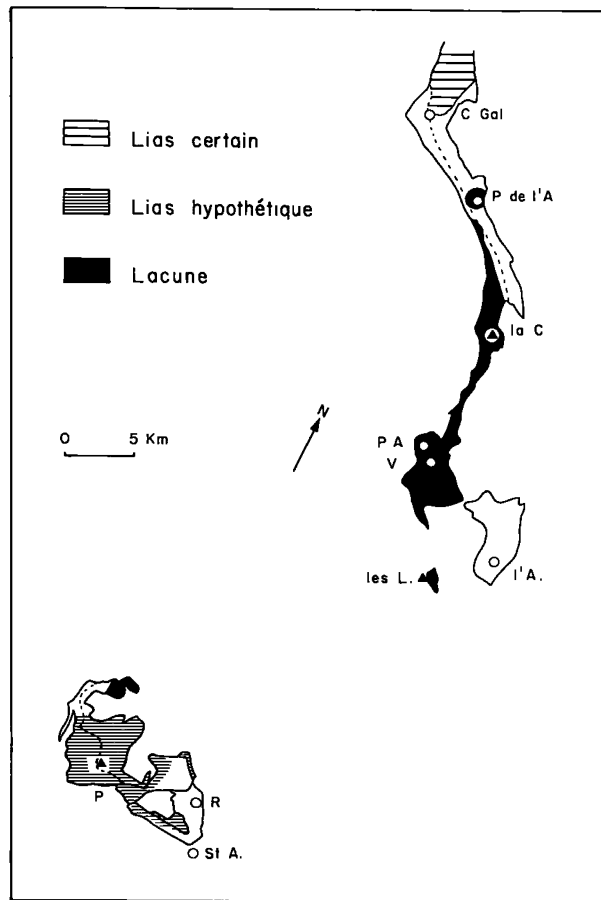 Lias certain
Lias hypothétique
Lacune
C Gal
P de l'A
la C
N
0 5 Km
P A
V
les L.
l'A.
P
R
St A.